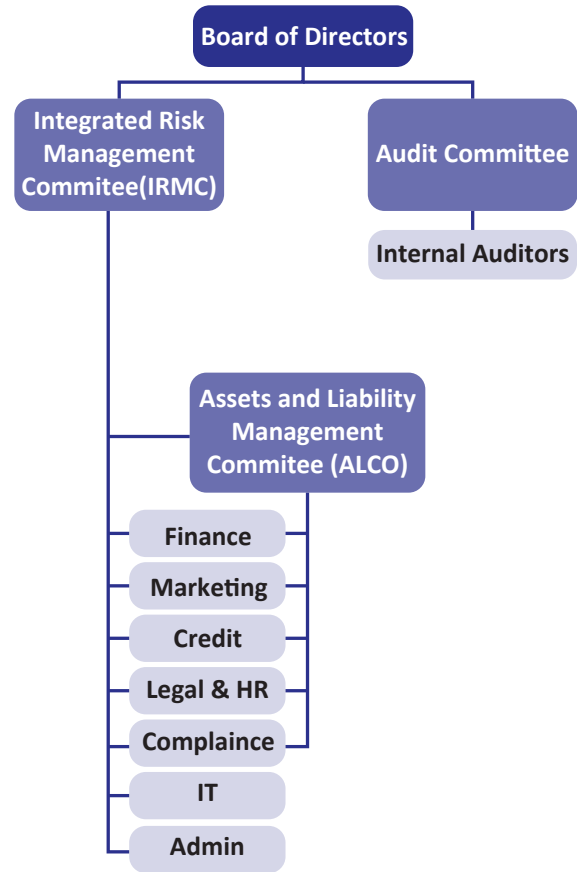 Board of Directors
Integrated Risk
Management
Commitee(IRMC)
Audit Committee
Internal Auditors
Assets and Liability
Management
Commitee (ALCO)
Finance
Marketing
Credit
Legal & HR
Complaince
IT
Admin